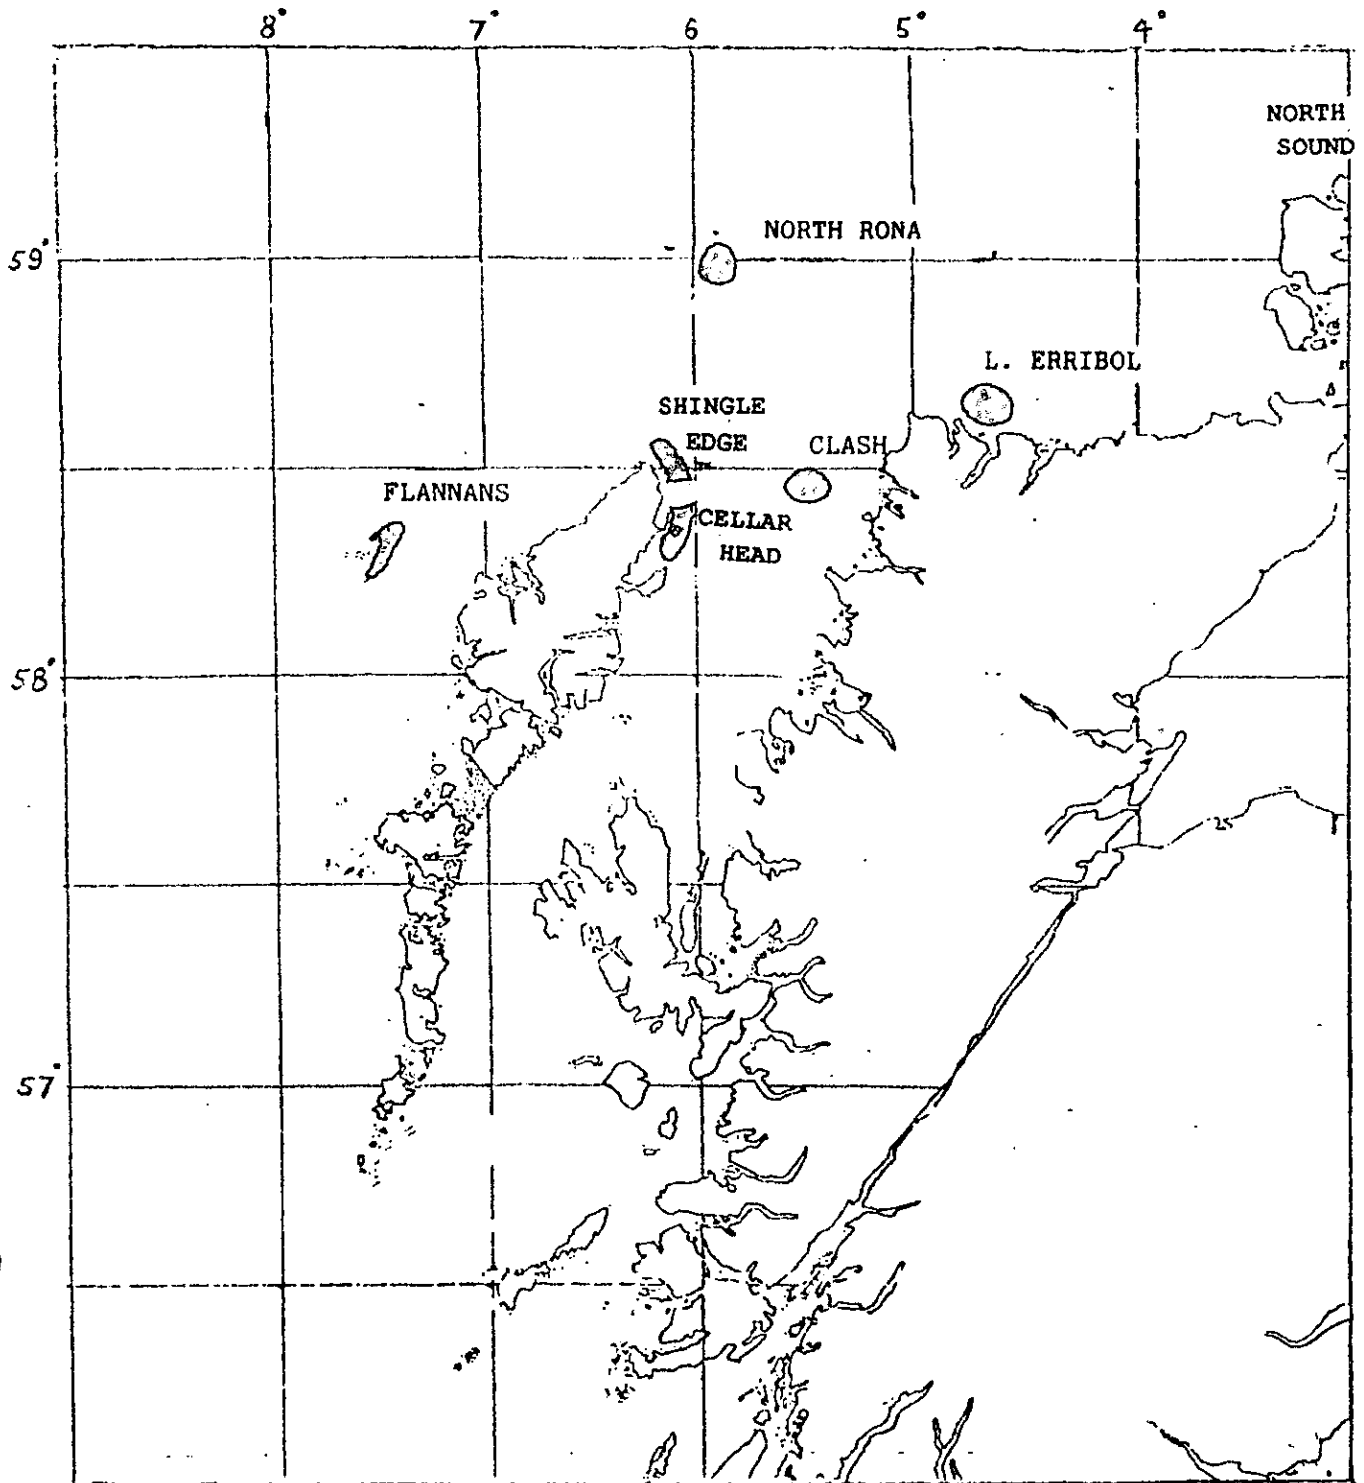 8° 7° 6° 5° 4°
NORTH
SOUND
NORTH RONA
59°
L. ERRIBOL
SHINGLE
EDGE
CLASH
FLANNANS
CELLAR
HEAD
58°
57°